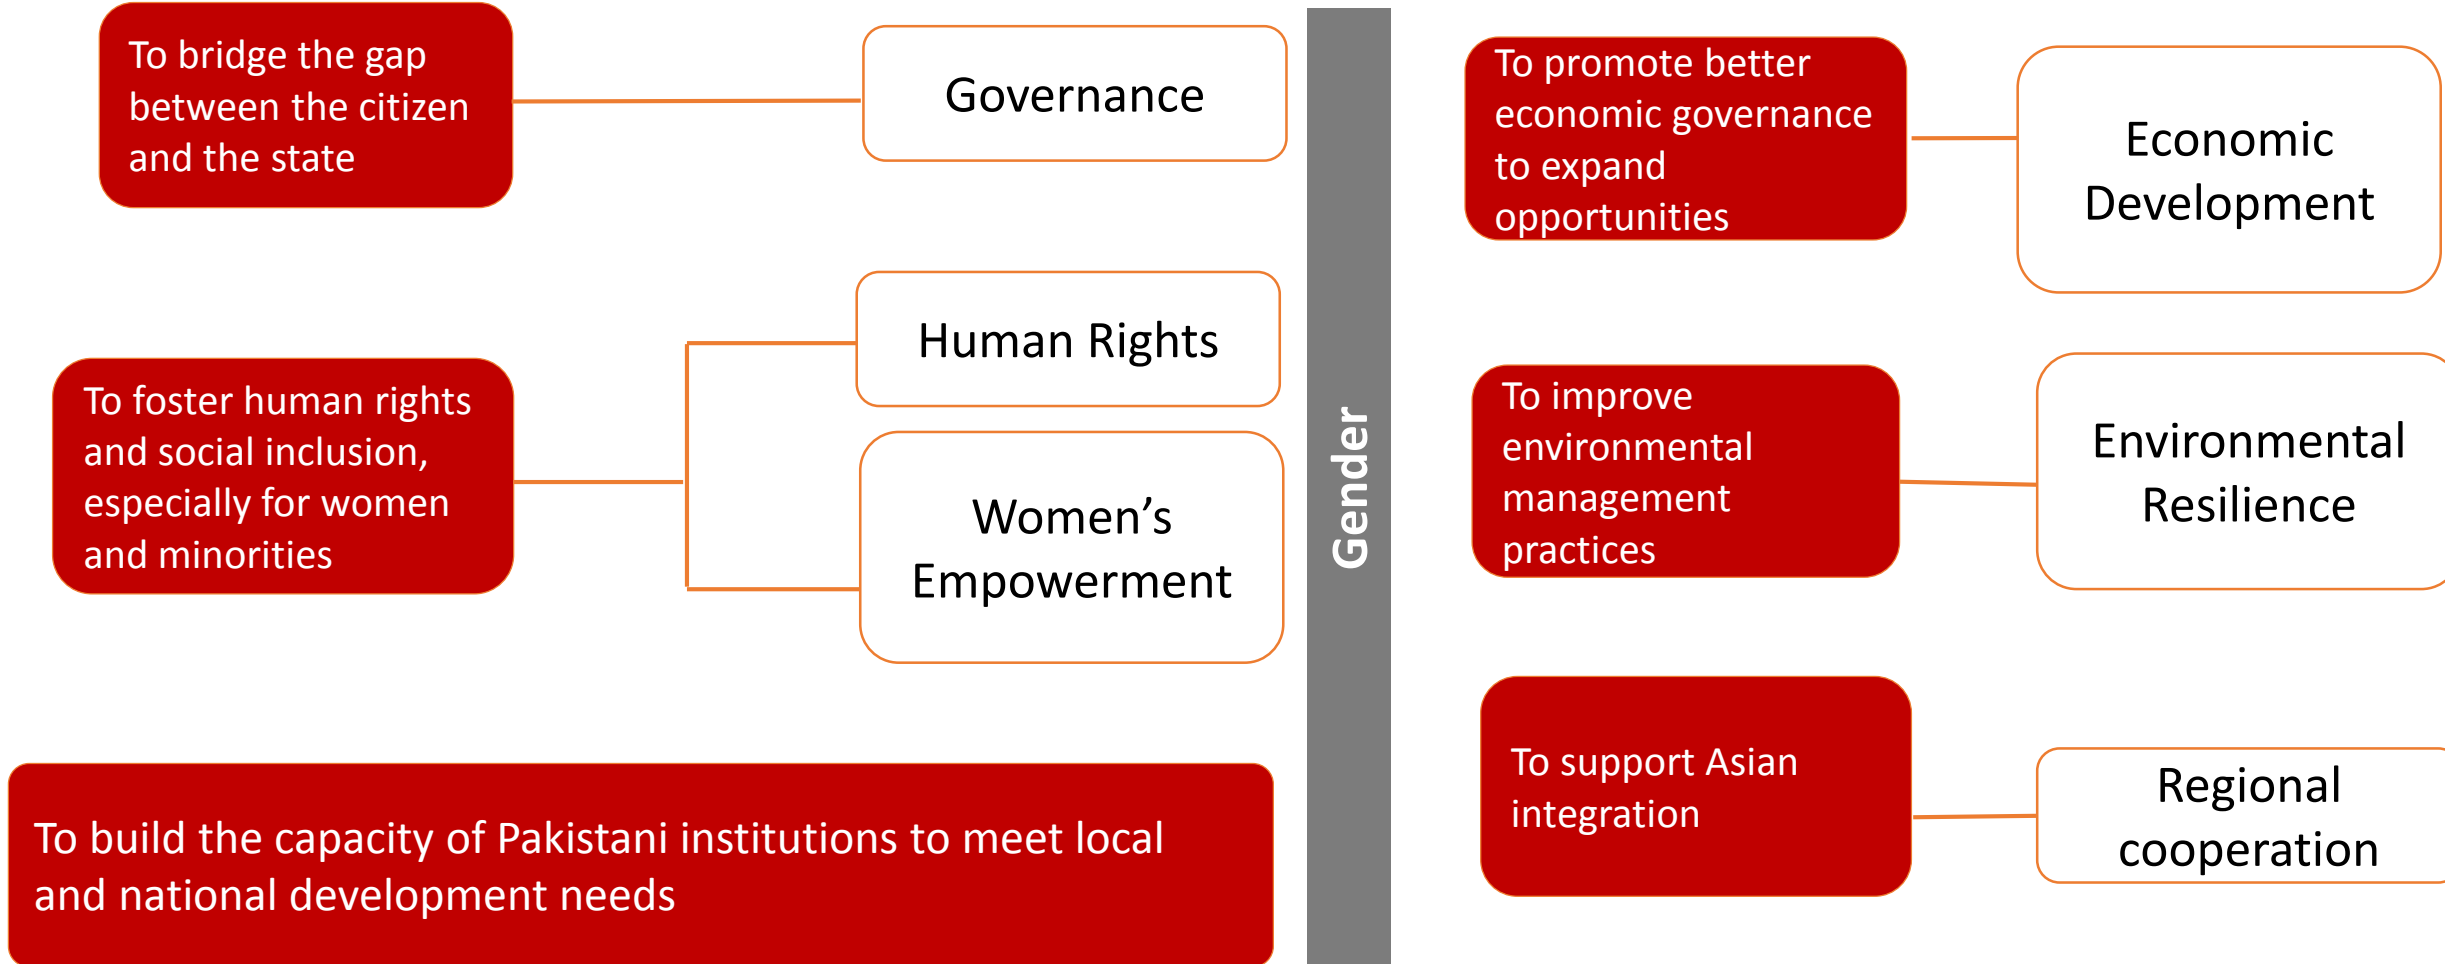 To bridge the gap
between the citizen
and the state
Governance
To foster human rights
and social inclusion,
especially for women
and minorities
Human Rights
Women’s
Empowerment
To build the capacity of Pakistani institutions to meet local
and national development needs
Gender
To promote better
economic governance
to expand
opportunities
Economic
Development
To improve
environmental
management
practices
Environmental
Resilience
To support Asian
integration
Regional
cooperation